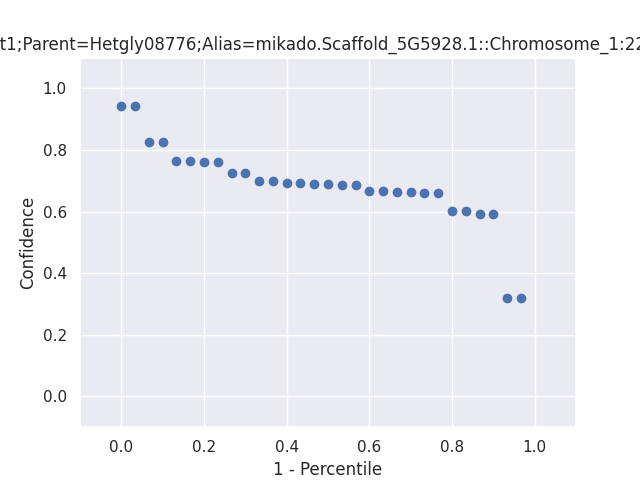 t1;Parent=Hetgly08776;Alias=mikado.Scaffold_5G5928.1::Chromosome_1:22
1.0
0.8
0.6
0.4
0.2
0.0
Confidence
0.0 0.2 0.4 0.6 0.8 1.0
1 - Percentile